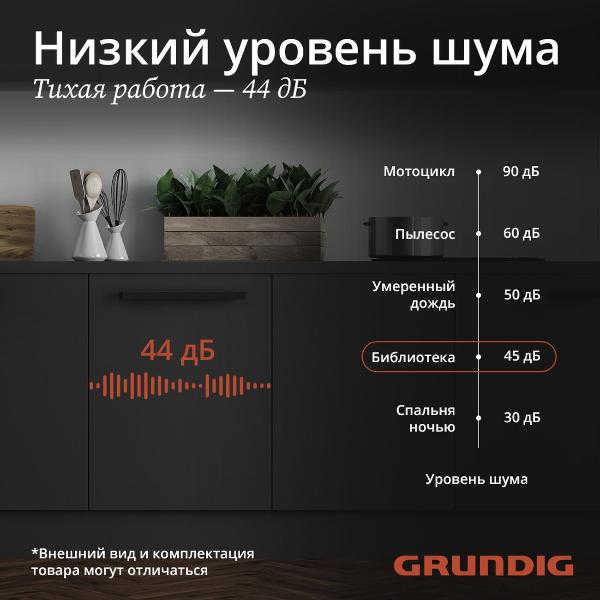 Низкий уровень шума
Тихая работа — 44 дБ
Мотоцикл 90 дБ
Пылесос 60 дБ
Умеренный
дождь 50 дБ
44 дБ
Библиотека 45 дБ
Спальня
ночью 30 дБ
Уровень шума
*Внешний вид и комплектация
товара могут отличаться
GRUNDIG